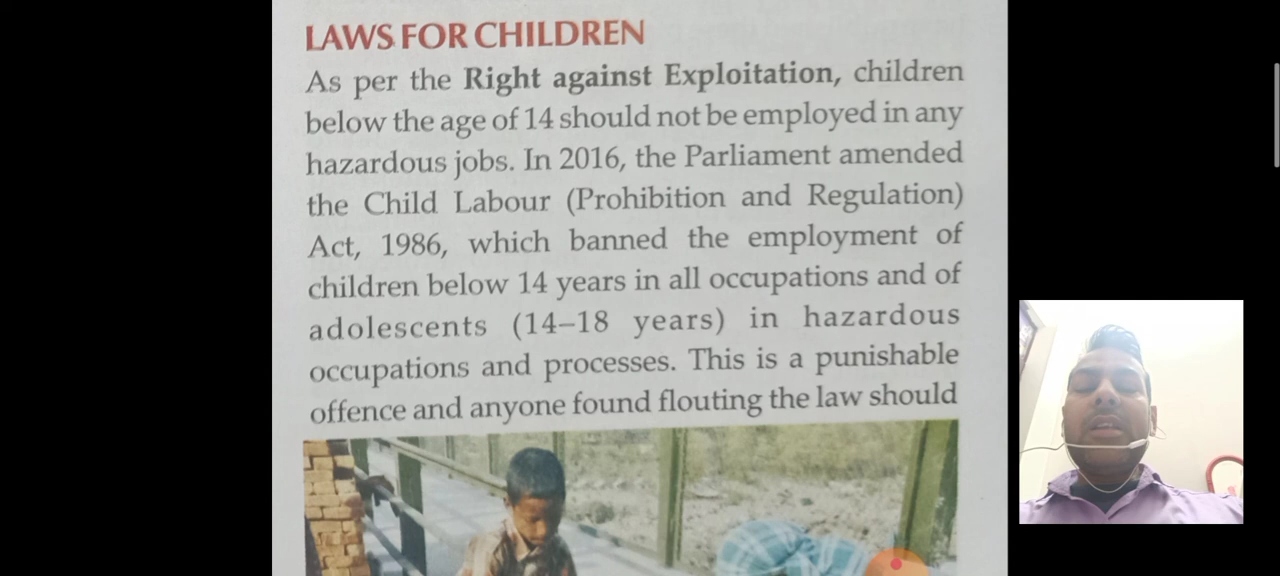 LAWS FOR CHILDREN
As per the Right against Exploitation, children
below the age of 14 should not be employed in any
hazardous jobs. In 2016, the Parliament amended
the Child Labour (Prohibition and Regulation)
Act, 1986, which banned the employment of
children below 14 years in all occupations and of
adolescents (14–18 years) in hazardous
occupations and processes. This is a punishable
offence and anyone found flouting the law should